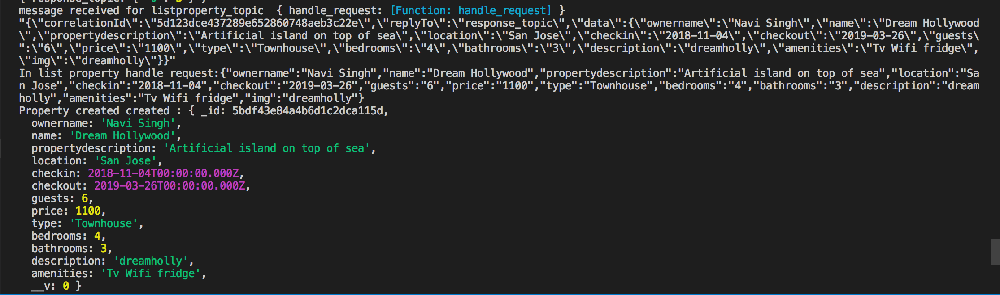 { response_topic: { '0': 3 } }
message received for listproperty_topic  { handle_request: [Function: handle_request] }
"{\"correlationId\":\"5d123dce437289e652860748aeb3c22e\",\"replyTo\":\"response_topic\",\"data\":{\"ownername\":\"Navi Singh\",\"name\":\"Dream Hollywood
\",\"propertydescription\":\"Artificial island on top of sea\",\"location\":\"San Jose\",\"checkin\":\"2018-11-04\",\"checkout\":\"2019-03-26\",\"guests\
":\"6\",\"price\":\"1100\",\"type\":\"Townhouse\",\"bedrooms\":\"4\",\"bathrooms\":\"3\",\"description\":\"dreamholly\",\"amenities\":\"Tv Wifi fridge\",
\"img\":\"dreamholly\"}}"
In list property handle request:{"ownername":"Navi Singh","name":"Dream Hollywood","propertydescription":"Artificial island on top of sea","location":"Sa
n Jose","checkin":"2018-11-04","checkout":"2019-03-26","guests":"6","price":"1100","type":"Townhouse","bedrooms":"4","bathrooms":"3","description":"dream
holly","amenities":"Tv Wifi fridge","img":"dreamholly"}
Property created created : { _id: 5bdf43e84a4b6d1c2dca115d,
  ownername: 'Navi Singh',
  name: 'Dream Hollywood',
  propertydescription: 'Artificial island on top of sea',
  location: 'San Jose',
  checkin: 2018-11-04T00:00:00.000Z,
  checkout: 2019-03-26T00:00:00.000Z,
  guests: 6,
  price: 1100,
  type: 'Townhouse',
  bedrooms: 4,
  bathrooms: 3,
  description: 'dreamholly',
  amenities: 'Tv Wifi fridge',
  __v: 0 }